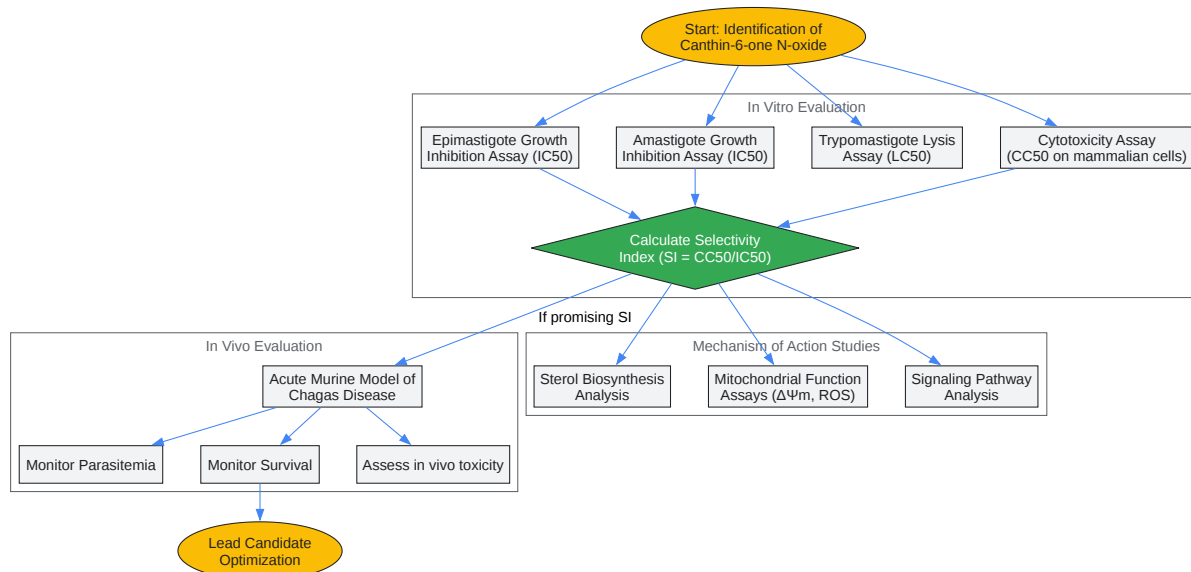 Start: Identification of
Canthin-6-one N-oxide
In Vitro Evaluation
Epimastigote Growth
Inhibition Assay (IC50)
Amastigote Growth
Inhibition Assay (IC50)
Trypomastigote Lysis
Assay (LC50)
Cytotoxicity Assay
(CC50 on mammalian cells)
Calculate Selectivity
Index (SI = CC50/IC50)
If promising SI
In Vivo Evaluation
Acute Murine Model of
Chagas Disease
Monitor Parasitemia
Monitor Survival
Assess in vivo toxicity
Lead Candidate
Optimization
Mechanism of Action Studies
Sterol Biosynthesis
Analysis
Mitochondrial Function
Assays (ΔΨm, ROS)
Signaling Pathway
Analysis